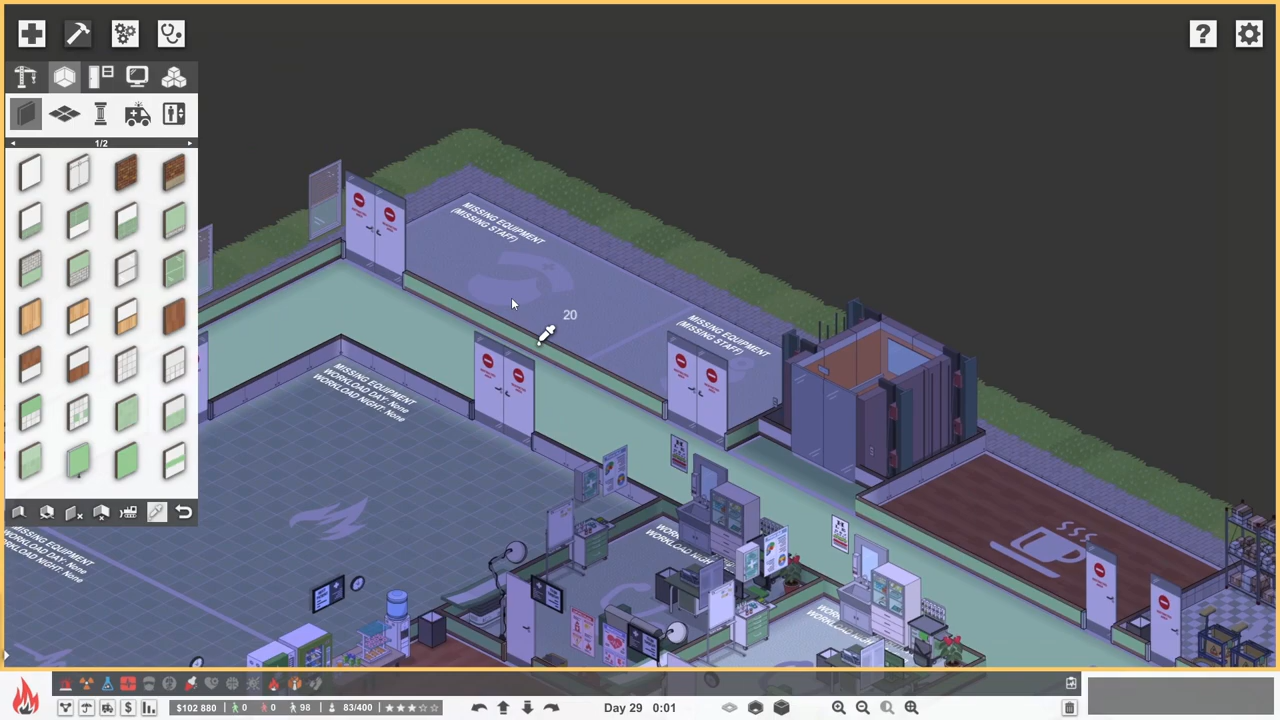 ?
1/2
MISSING EQUIPMENT
(MISSING STAFF)
20
MISSING EQUIPMENT
(MISSING STAFF)
MISSING EQUIPMENT
WORKLOAD DAY: None
WORKLOAD NIGHT: None
MISSING EQUIPMENT
WORKLOAD DAY: None
WORKLOAD NIGHT: None
WORKLOAD NIGH
$102 880
0
0
98
83/400
Day 29 0:01